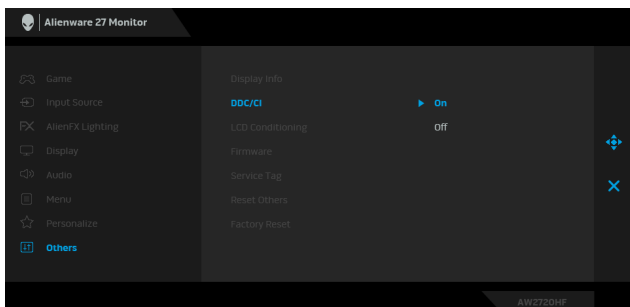 Alienware 27 Monitor
Game
Display Info
Input Source
DDC/CI
On
FX
AlienFX Lighting
LCD Conditioning
Off
Display
Firmware
Audio
Service Tag
Menu
Reset Others
Personalize
Factory Reset
Others
AW2720HF